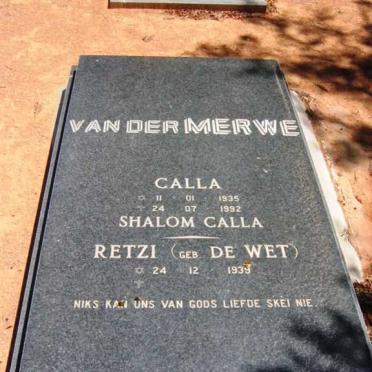 VAN DER MERWE
CALLA
☆ 11 01 1935
✝ 24 07 1992
SHALOM CALLA
RETZI (GEB DE WET)
☆ 24 12 1939
✝
NIKS KAN ONS VAN GODS LIEFDE SKEI NIE